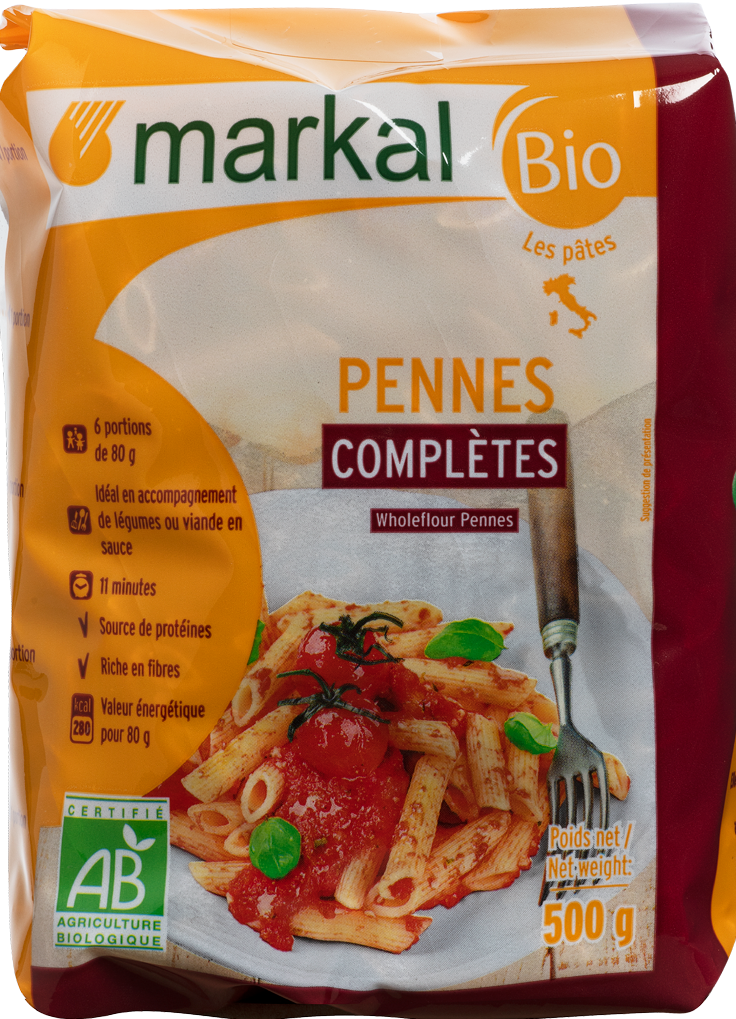 markal
Bio
Les pâtes
PENNES
COMPLÈTES
Wholeflour Pennes
Suggestion de présentation
6 portions
de 80 g
Idéal en accompagnement
de légumes ou viande en
sauce
11 minutes
Source de protéines
Riche en fibres
kcal
280
Valeur énergétique
pour 80 g
CERTIFIÉ
AB
AGRICULTURE
BIOLOGIQUE
Poids net /
Net weight:
500 g